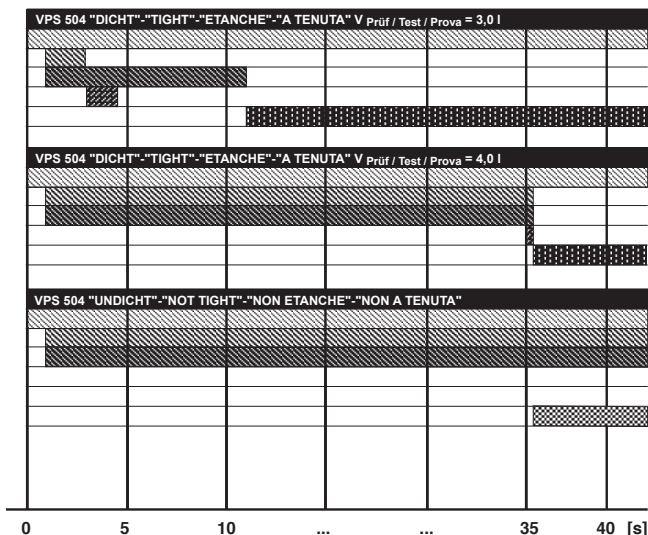 VPS 504 "DICHT"-"TIGHT"-"ETANCHE"-"A TENUTA" V Prüf / Test / Prova = 3,0 l
VPS 504 "DICHT"-"TIGHT"-"ETANCHE"-"A TENUTA" V Prüf / Test / Prova = 4,0 l
VPS 504 "UNDICHT"-"NOT TIGHT"-"NON ETANCHE"-"NON A TENUTA"
0 5 10 ... ... 35 40 [s]